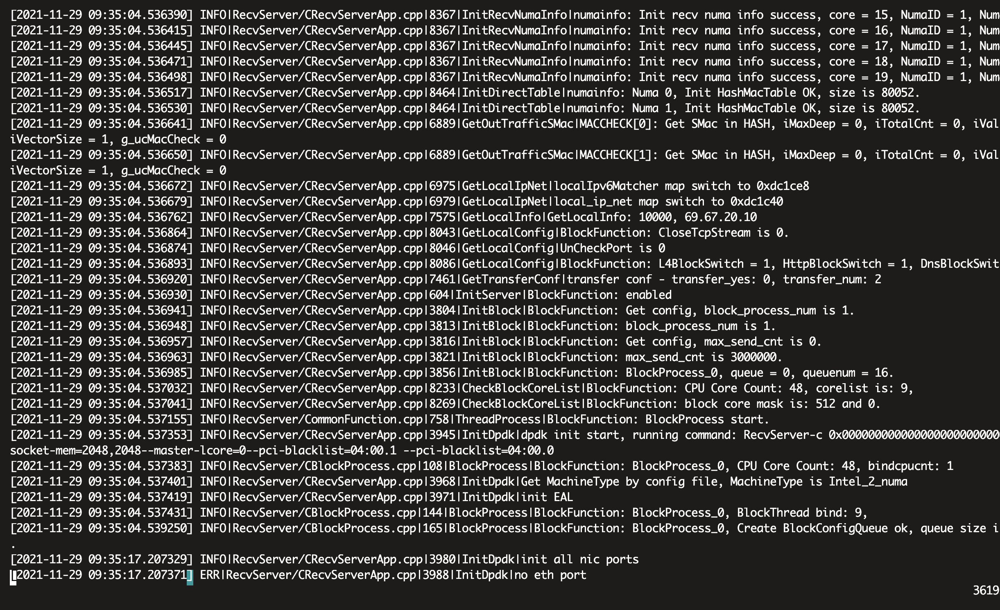 [2021-11-29 09:35:04.536390] INFO|RecvServer/CRecvServerApp.cpp|8367|InitRecvNumaInfo|numainfo: Init recv numa info success, core = 15, NumaID = 1, Num
[2021-11-29 09:35:04.536415] INFO|RecvServer/CRecvServerApp.cpp|8367|InitRecvNumaInfo|numainfo: Init recv numa info success, core = 16, NumaID = 1, Num
[2021-11-29 09:35:04.536445] INFO|RecvServer/CRecvServerApp.cpp|8367|InitRecvNumaInfo|numainfo: Init recv numa info success, core = 17, NumaID = 1, Num
[2021-11-29 09:35:04.536471] INFO|RecvServer/CRecvServerApp.cpp|8367|InitRecvNumaInfo|numainfo: Init recv numa info success, core = 18, NumaID = 1, Num
[2021-11-29 09:35:04.536498] INFO|RecvServer/CRecvServerApp.cpp|8367|InitRecvNumaInfo|numainfo: Init recv numa info success, core = 19, NumaID = 1, Num
[2021-11-29 09:35:04.536517] INFO|RecvServer/CRecvServerApp.cpp|8464|InitDirectTable|numainfo: Numa 0, Init HashMacTable OK, size is 80052.
[2021-11-29 09:35:04.536530] INFO|RecvServer/CRecvServerApp.cpp|8464|InitDirectTable|numainfo: Numa 1, Init HashMacTable OK, size is 80052.
[2021-11-29 09:35:04.536641] INFO|RecvServer/CRecvServerApp.cpp|6889|GetOutTrafficSMac|MACCHECK[0]: Get SMac in HASH, iMaxDeep = 0, iTotalCnt = 0, iVal
iVectorSize = 1, g_ucMacCheck = 0
[2021-11-29 09:35:04.536650] INFO|RecvServer/CRecvServerApp.cpp|6889|GetOutTrafficSMac|MACCHECK[1]: Get SMac in HASH, iMaxDeep = 0, iTotalCnt = 0, iVal
iVectorSize = 1, g_ucMacCheck = 0
[2021-11-29 09:35:04.536672] INFO|RecvServer/CRecvServerApp.cpp|6975|GetLocalIpNet|localIpv6Matcher map switch to 0xdc1ce8
[2021-11-29 09:35:04.536679] INFO|RecvServer/CRecvServerApp.cpp|6979|GetLocalIpNet|local_ip_net map switch to 0xdc1c40
[2021-11-29 09:35:04.536762] INFO|RecvServer/CRecvServerApp.cpp|7575|GetLocalInfo|GetLocalInfo: 10000, 69.67.20.10
[2021-11-29 09:35:04.536864] INFO|RecvServer/CRecvServerApp.cpp|8043|GetLocalConfig|BlockFunction: CloseTcpStream is 0.
[2021-11-29 09:35:04.536874] INFO|RecvServer/CRecvServerApp.cpp|8046|GetLocalConfig|UnCheckPort is 0
[2021-11-29 09:35:04.536893] INFO|RecvServer/CRecvServerApp.cpp|8086|GetLocalConfig|BlockFunction: L4BlockSwitch = 1, HttpBlockSwitch = 1, DnsBlockSwit
[2021-11-29 09:35:04.536920] INFO|RecvServer/CRecvServerApp.cpp|7461|GetTransferConf|transfer conf - transfer_yes: 0, transfer_num: 2
[2021-11-29 09:35:04.536930] INFO|RecvServer/CRecvServerApp.cpp|604|InitServer|BlockFunction: enabled
[2021-11-29 09:35:04.536941] INFO|RecvServer/CRecvServerApp.cpp|3804|InitBlock|BlockFunction: Get config, block_process_num is 1.
[2021-11-29 09:35:04.536948] INFO|RecvServer/CRecvServerApp.cpp|3813|InitBlock|BlockFunction: block_process_num is 1.
[2021-11-29 09:35:04.536957] INFO|RecvServer/CRecvServerApp.cpp|3816|InitBlock|BlockFunction: Get config, max_send_cnt is 0.
[2021-11-29 09:35:04.536963] INFO|RecvServer/CRecvServerApp.cpp|3821|InitBlock|BlockFunction: max_send_cnt is 3000000.
[2021-11-29 09:35:04.536985] INFO|RecvServer/CRecvServerApp.cpp|3856|InitBlock|BlockFunction: BlockProcess_0, queue = 0, queuenum = 16.
[2021-11-29 09:35:04.537032] INFO|RecvServer/CRecvServerApp.cpp|8233|CheckBlockCoreList|BlockFunction: CPU Core Count: 48, corelist is: 9,
[2021-11-29 09:35:04.537041] INFO|RecvServer/CRecvServerApp.cpp|8269|CheckBlockCoreList|BlockFunction: block core mask is: 512 and 0.
[2021-11-29 09:35:04.537155] INFO|RecvServer/CommonFunction.cpp|758|ThreadProcess|BlockFunction: BlockProcess start.
[2021-11-29 09:35:04.537353] INFO|RecvServer/CRecvServerApp.cpp|3945|InitDpdk|dpdk init start, running command: RecvServer-c 0x000000000000000000000000
socket-mem=2048,2048--master-lcore=0--pci-blacklist=04:00.1 --pci-blacklist=04:00.0
[2021-11-29 09:35:04.537383] INFO|RecvServer/CBlockProcess.cpp|108|BlockProcess|BlockFunction: BlockProcess_0, CPU Core Count: 48, bindcpucnt: 1
[2021-11-29 09:35:04.537401] INFO|RecvServer/CRecvServerApp.cpp|3968|InitDpdk|Get MachineType by config file, MachineType is Intel_2_numa
[2021-11-29 09:35:04.537419] INFO|RecvServer/CRecvServerApp.cpp|3971|InitDpdk|init EAL
[2021-11-29 09:35:04.537431] INFO|RecvServer/CBlockProcess.cpp|144|BlockProcess|BlockFunction: BlockProcess_0, BlockThread bind: 9,
[2021-11-29 09:35:04.539250] INFO|RecvServer/CBlockProcess.cpp|165|BlockProcess|BlockFunction: BlockProcess_0, Create BlockConfigQueue ok, queue size i
.
[2021-11-29 09:35:17.207329] INFO|RecvServer/CRecvServerApp.cpp|3980|InitDpdk|init all nic ports
[2021-11-29 09:35:17.207371] ERR|RecvServer/CRecvServerApp.cpp|3988|InitDpdk|no eth port
3619